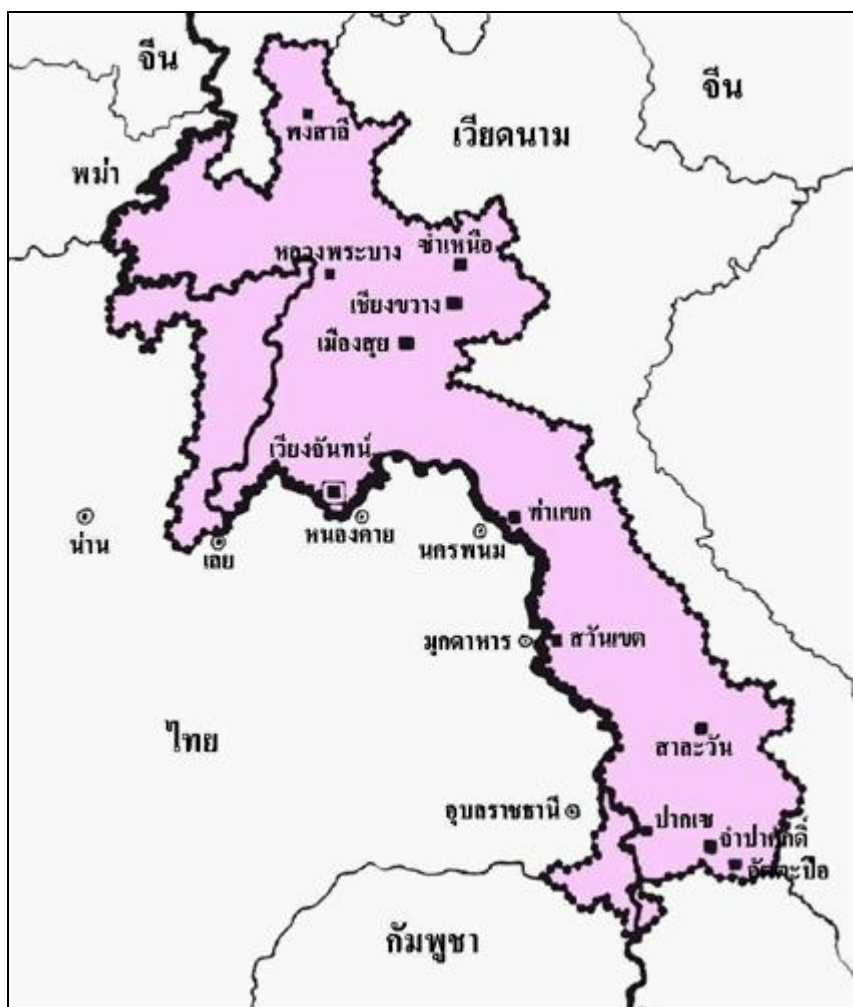 จีน
จีน
พงสาลี
เวียดนาม
พม่า
ซำเหนือ
หลวงพระบาง
เชียงขวาง
เมืองสุย
เวียงจันทน์
ท่าแขก
น่าน
เลย
หนองคาย
นครพนม
มุกดาหาร
สวันเขต
ไทย
สาละวัน
อุบลราชธานี
ปากเซ
จำปาศักดิ์
อัตตะปือ
กัมพูชา